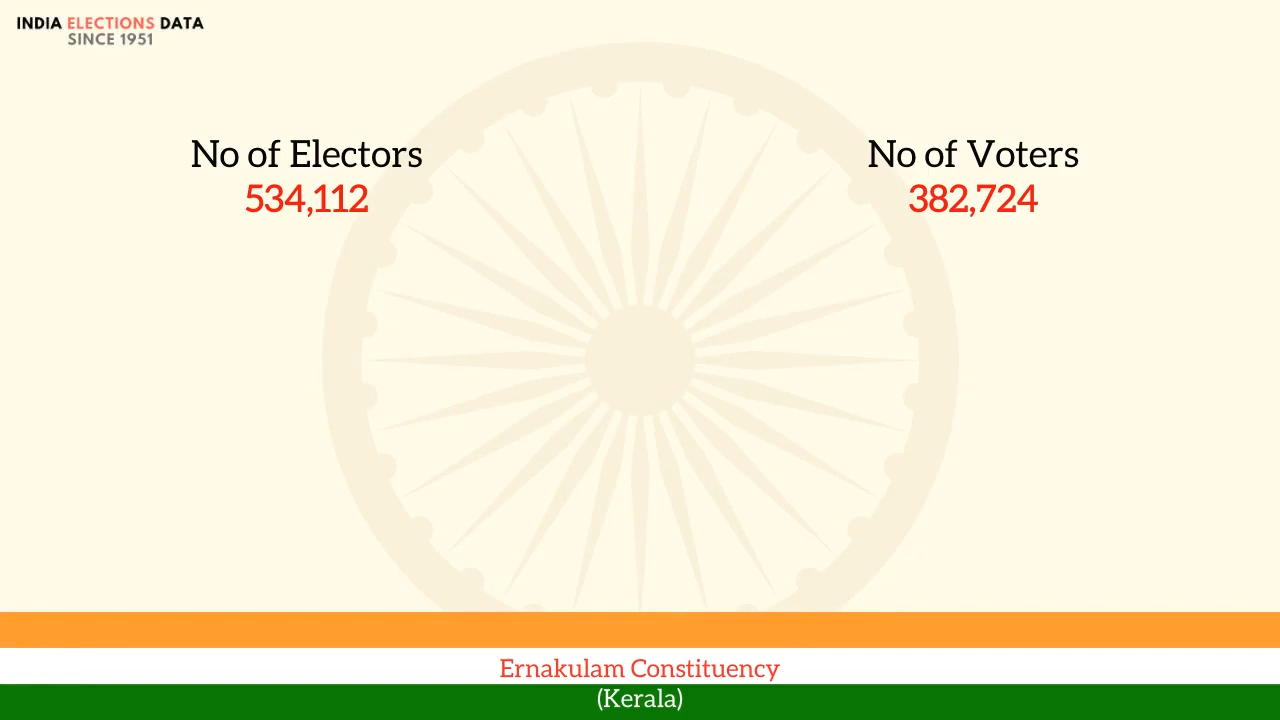 INDIA ELECTIONS DATA
SINCE 1951
No of Electors
534,112
No of Voters
382,724
Ernakulam Constituency
(Kerala)